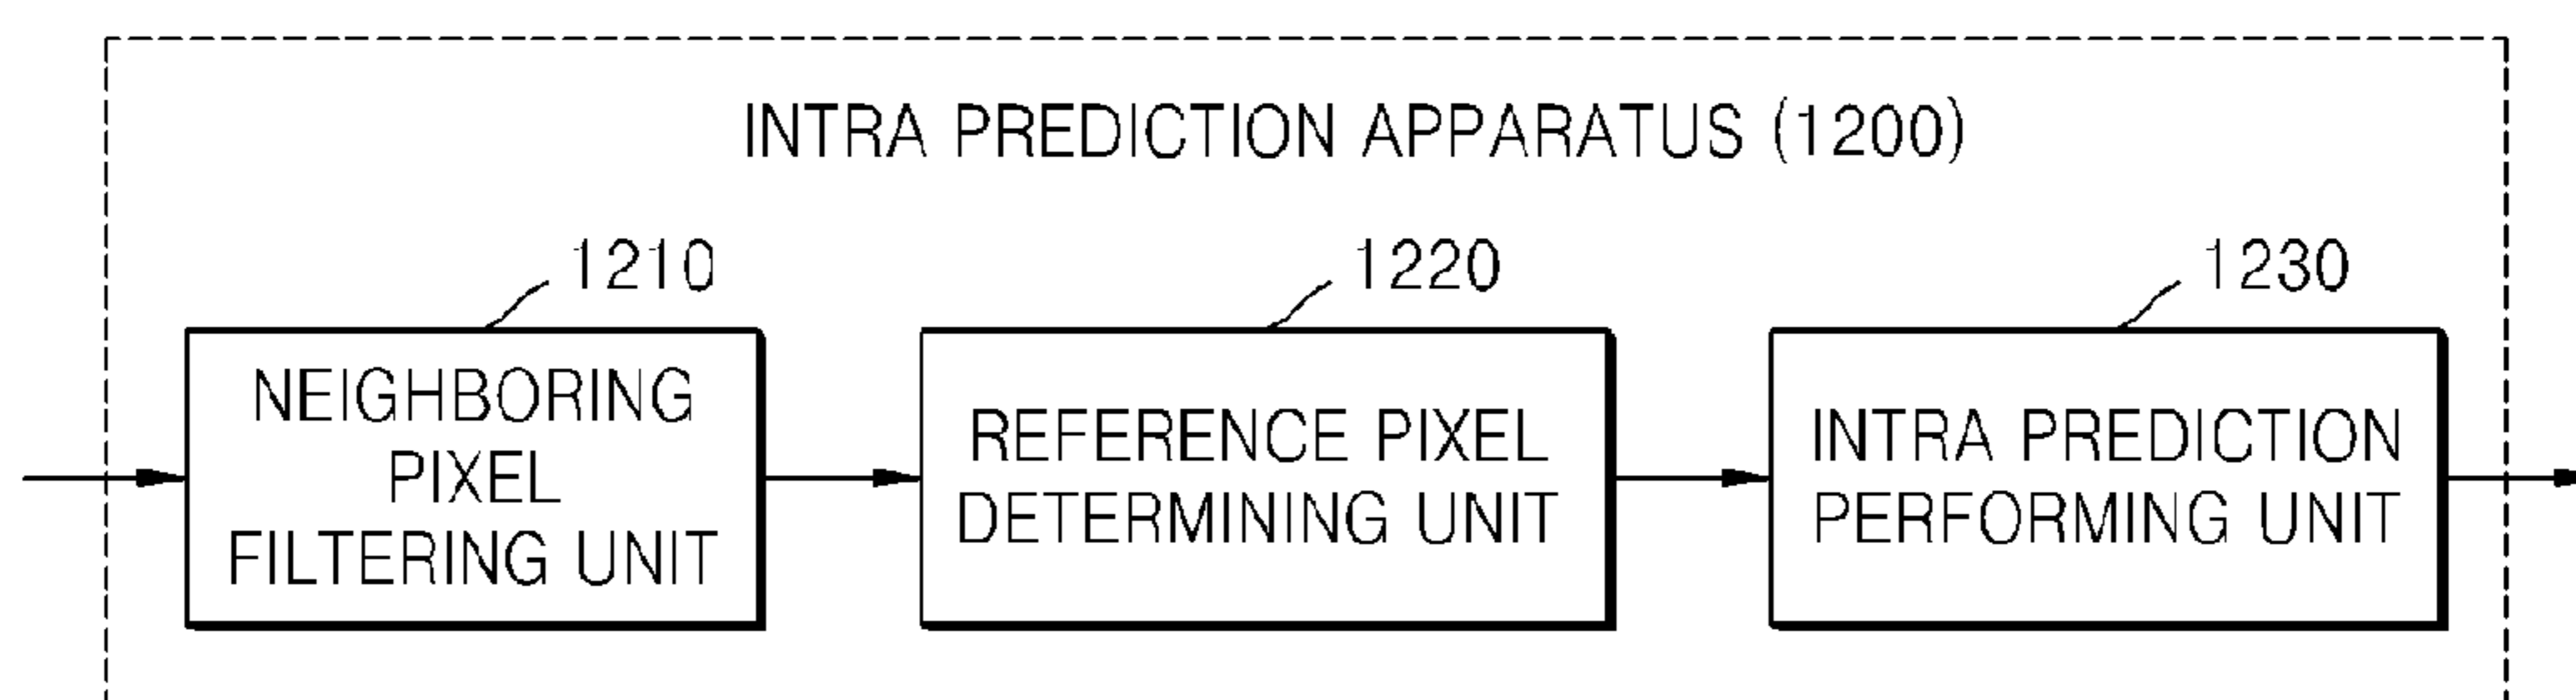 INTRA PREDICTION APPARATUS (1200)
1210
1220
1230
NEIGHBORING
PIXEL
FILTERING UNIT
REFERENCE PIXEL
DETERMINING UNIT
INTRA PREDICTION
PERFORMING UNIT